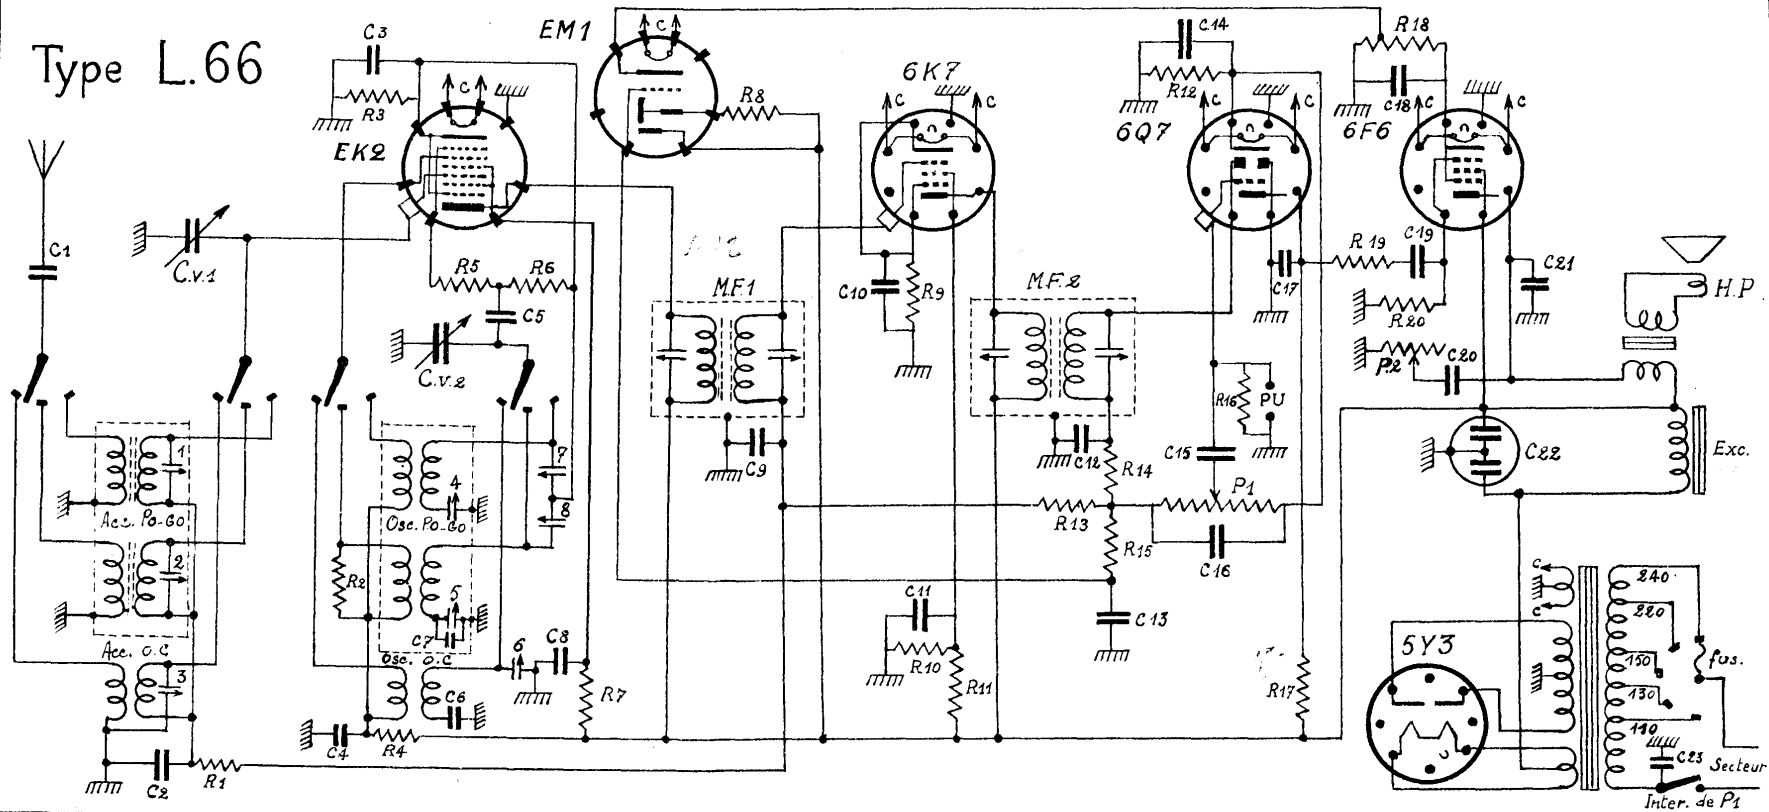 Type L.66
C3
R3
EK2
C
EM1
C
R8
6K7
C
C
C14
R12
6Q7
C
C
R18
C18
6F6
C
C
C1
C.v.1
R5
R6
C5
C.v.2
M.F.1
C10
R9
M.F.2
C17
R19
C19
R20
P.2
C20
C21
H.P
R16
PU
C22
Exc.
1
Acc. PO-GO
2
Acc. O.C
3
4
Osc. PO-GO
7
8
R2
5
C7
Osc. O.C
6
C8
C6
R7
C4
R4
C2
R1
C9
C12
R14
C15
P1
R13
R15
C16
C11
C13
R10
R11
R17
5Y3
C
C
240
220
150
130
110
fus.
C23
Secteur
Inter. de P1